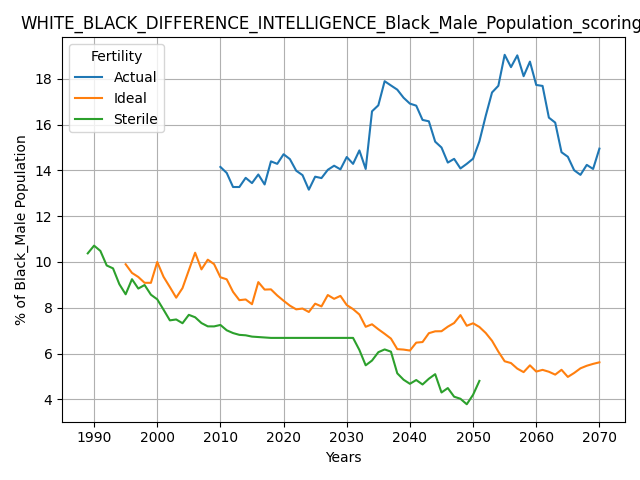 WHITE_BLACK_DIFFERENCE_INTELLIGENCE_Black_Male_Population_scoring
Fertility
Actual
Ideal
Sterile
% of Black_Male Population
18
16
14
12
10
8
6
4
1990 2000 2010 2020 2030 2040 2050 2060 2070
Years